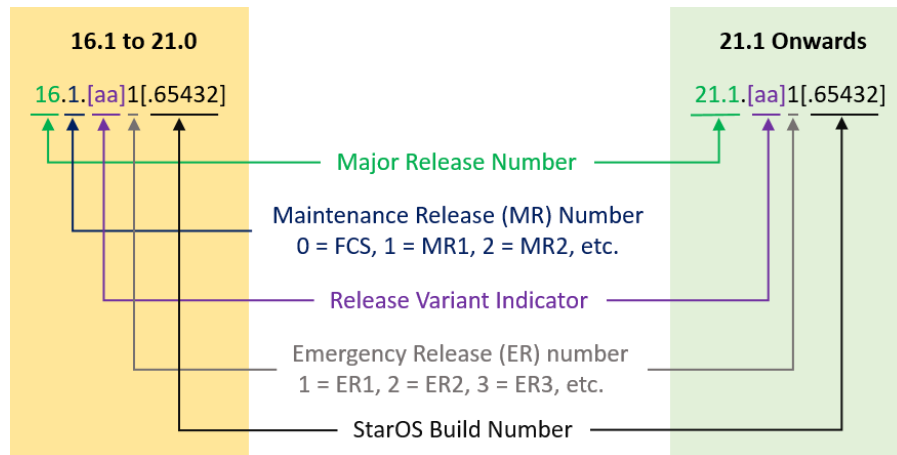 16.1 to 21.0
21.1 Onwards
16.1.[aa]1[.65432]
21.1.[aa]1[.65432]
Major Release Number
Maintenance Release (MR) Number
0 = FCS, 1 = MR1, 2 = MR2, etc.
Release Variant Indicator
Emergency Release (ER) number
1 = ER1, 2 = ER2, 3 = ER3, etc.
StarOS Build Number